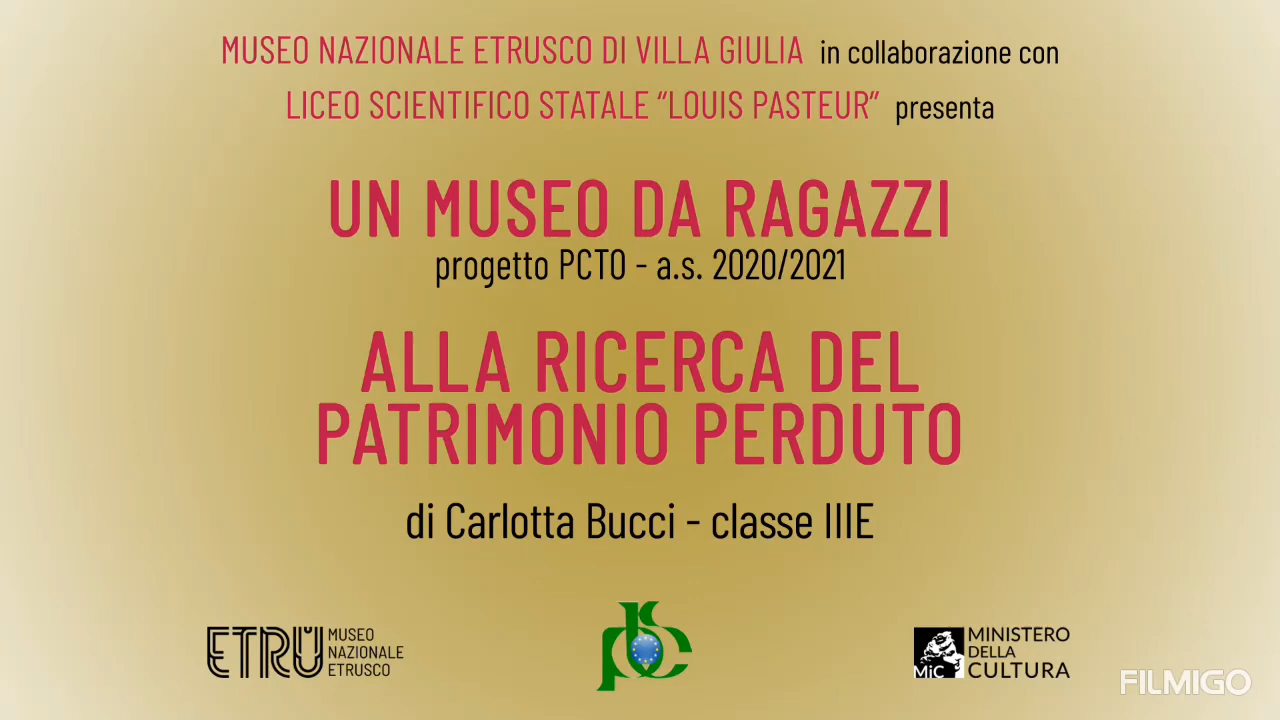 MUSEO NAZIONALE ETRUSCO DI VILLA GIULIA in collaborazione con
LICEO SCIENTIFICO STATALE “LOUIS PASTEUR” presenta
UN MUSEO DA RAGAZZI
progetto PCTO - a.s. 2020/2021
ALLA RICERCA DEL
PATRIMONIO PERDUTO
di Carlotta Bucci - classe IIIE
ETRU
MUSEO
NAZIONALE
ETRUSCO
MiC
MINISTERO
DELLA
CULTURA
FILMIGO